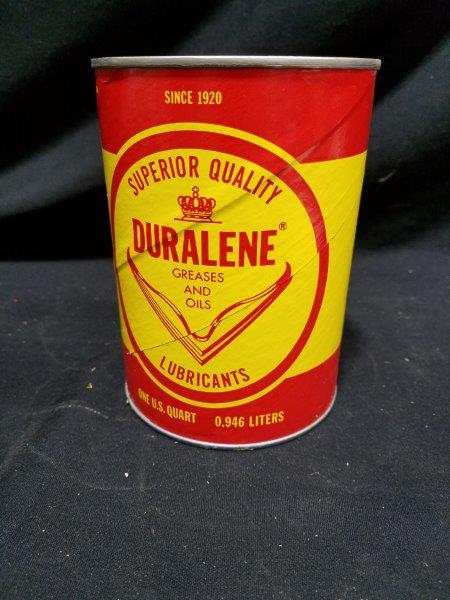 SINCE 1920
SUPERIOR QUALITY
DURALENE®
GREASES
AND
OILS
LUBRICANTS
ONE U.S. QUART 0.946 LITERS